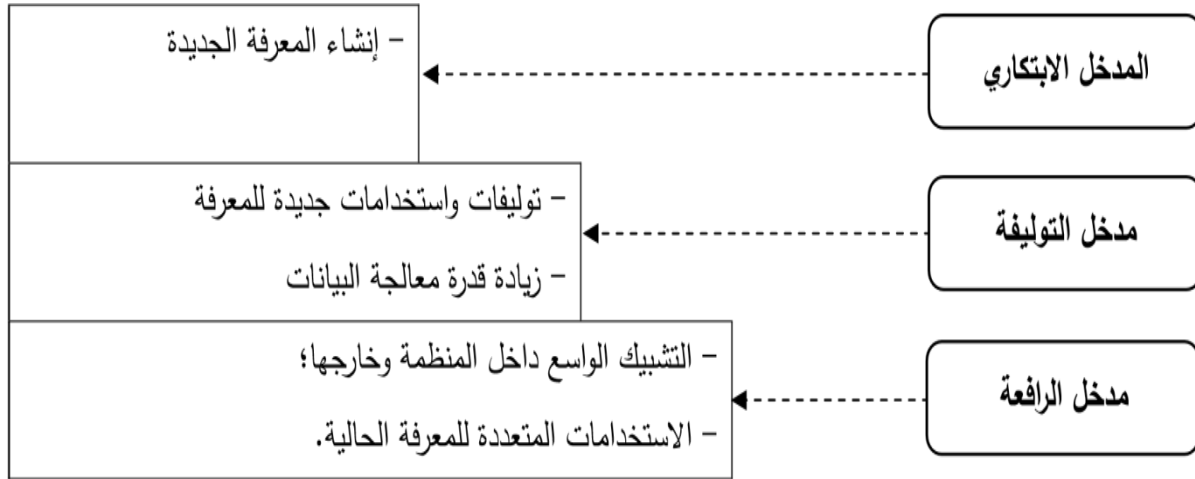 المدخل الابتكاري
- إنشاء المعرفة الجديدة
مدخل التوليفة
- توليفات واستخدامات جديدة للمعرفة
- زيادة قدرة معالجة البيانات
مدخل الرافعة
- التشبيك الواسع داخل المنظمة وخارجها؛
- الاستخدامات المتعددة للمعرفة الحالية.